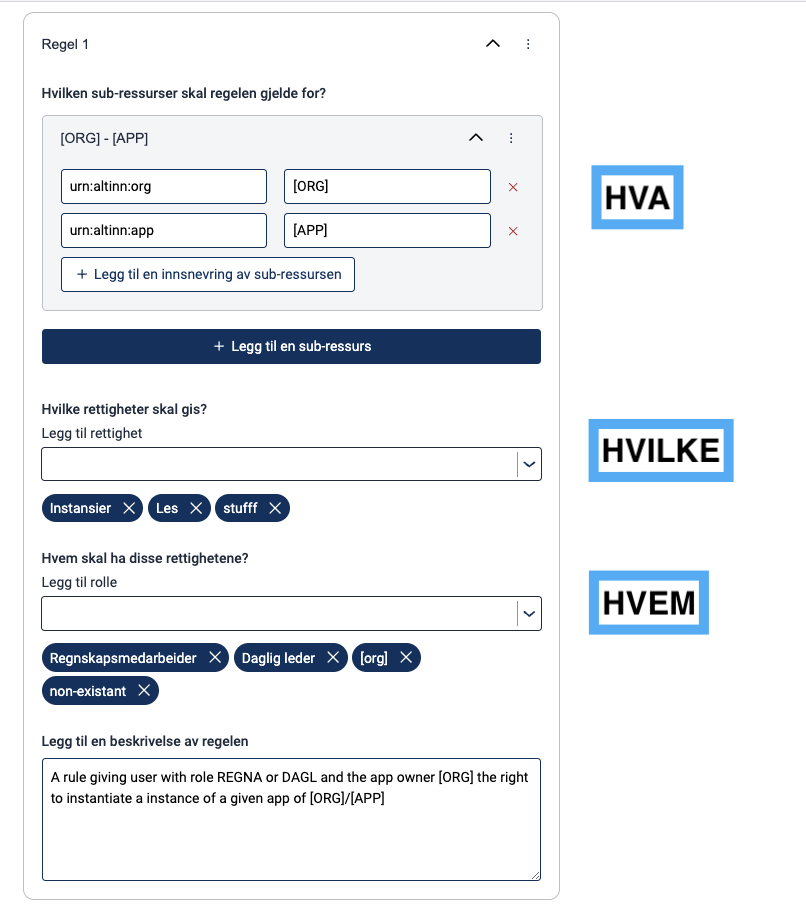 Regel 1
Hvilken sub-ressurser skal regelen gjelde for?
[ORG] - [APP]
urn:altinn:org [ORG]
HVA
urn:altinn:app [APP]
+ Legg til en innsnevring av sub-ressursen
+ Legg til en sub-ressurs
Hvilke rettigheter skal gis?
Legg til rettighet
HVILKE
Instansier Les stufff
Hvem skal ha disse rettighetene?
Legg til rolle
HVEM
Regnskapsmedarbeider Daglig leder [org]
non-existant
Legg til en beskrivelse av regelen
A rule giving user with role REGNA or DAGL and the app owner [ORG] the right
to instantiate a instance of a given app of [ORG]/[APP]